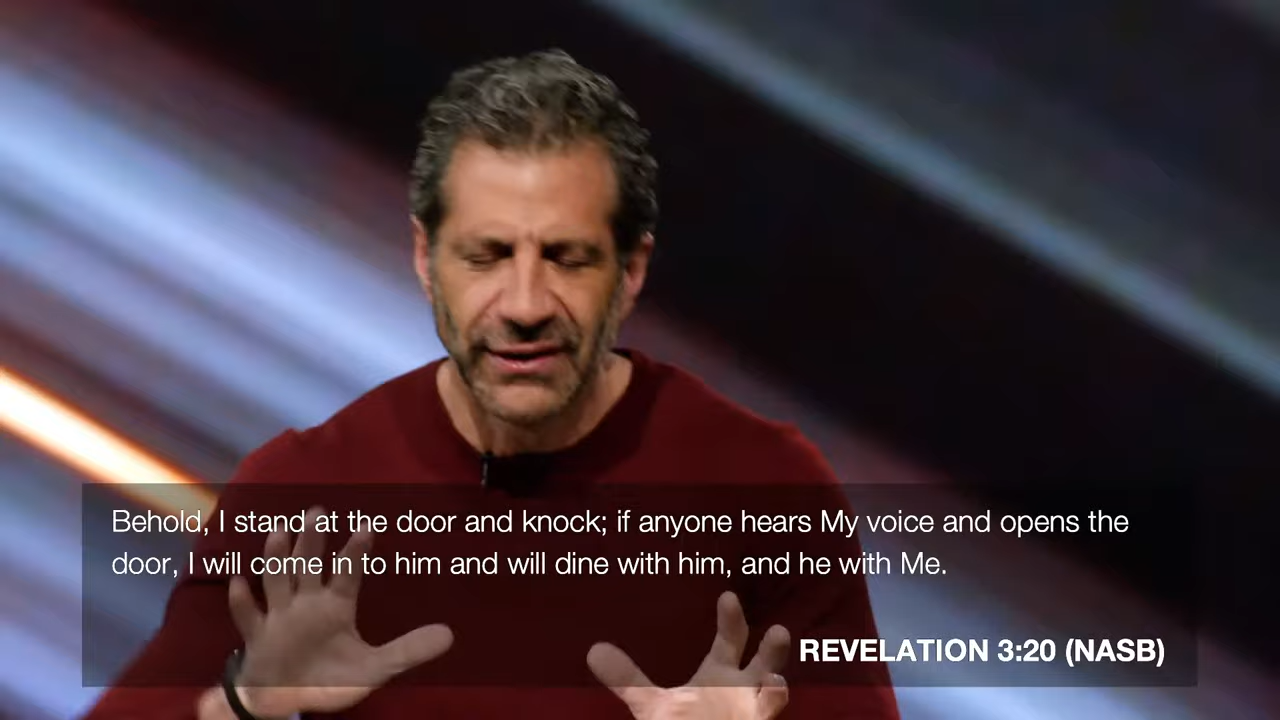 Behold, I stand at the door and knock; if anyone hears My voice and opens the
door, I will come in to him and will dine with him, and he with Me.
REVELATION 3:20 (NASB)